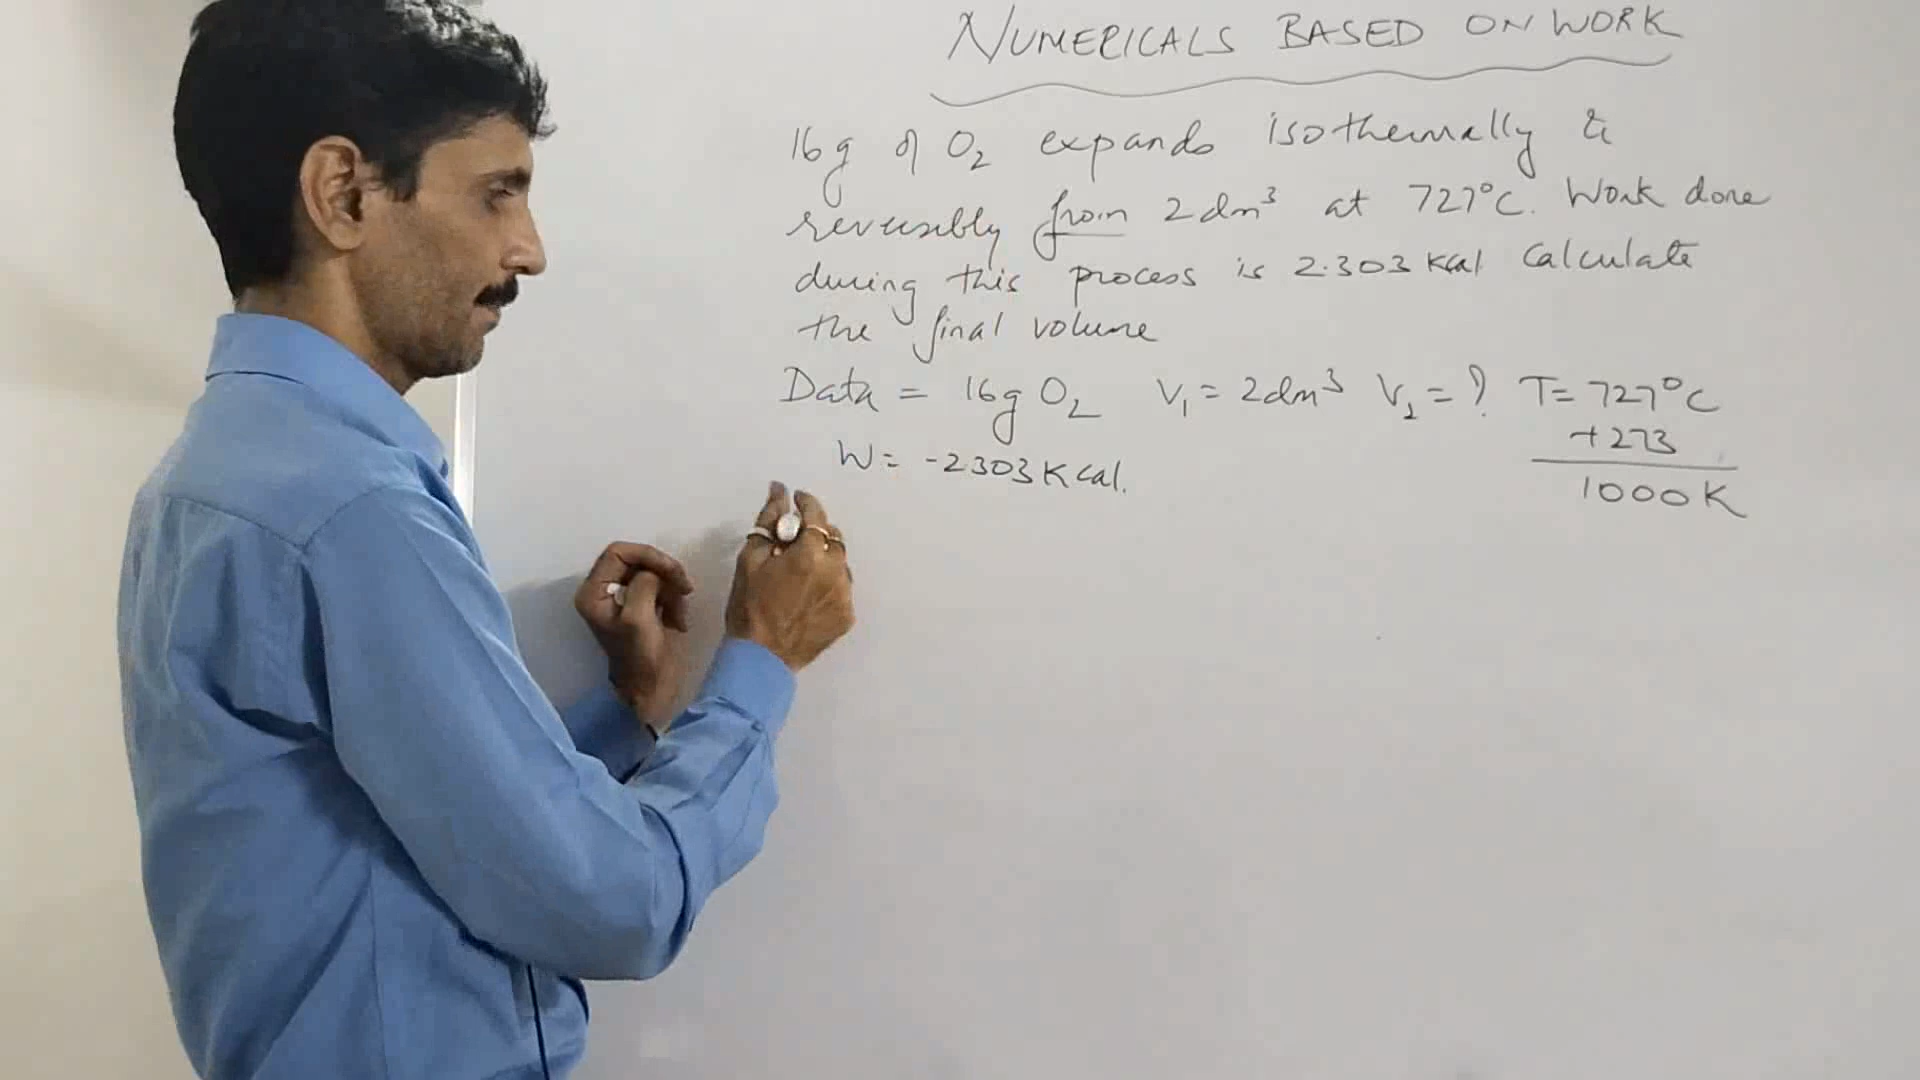 NUMERICALS BASED ON WORK
16g of O2 expands isothermally &
reversibly from 2dm³ at 727°C. Work done
during this process is 2.303 Kcal Calculate
the final volume
Data = 16g O2 V1 = 2dm³ V2 = ? T= 727°C
+273
W = -2303 Kcal.
1000K